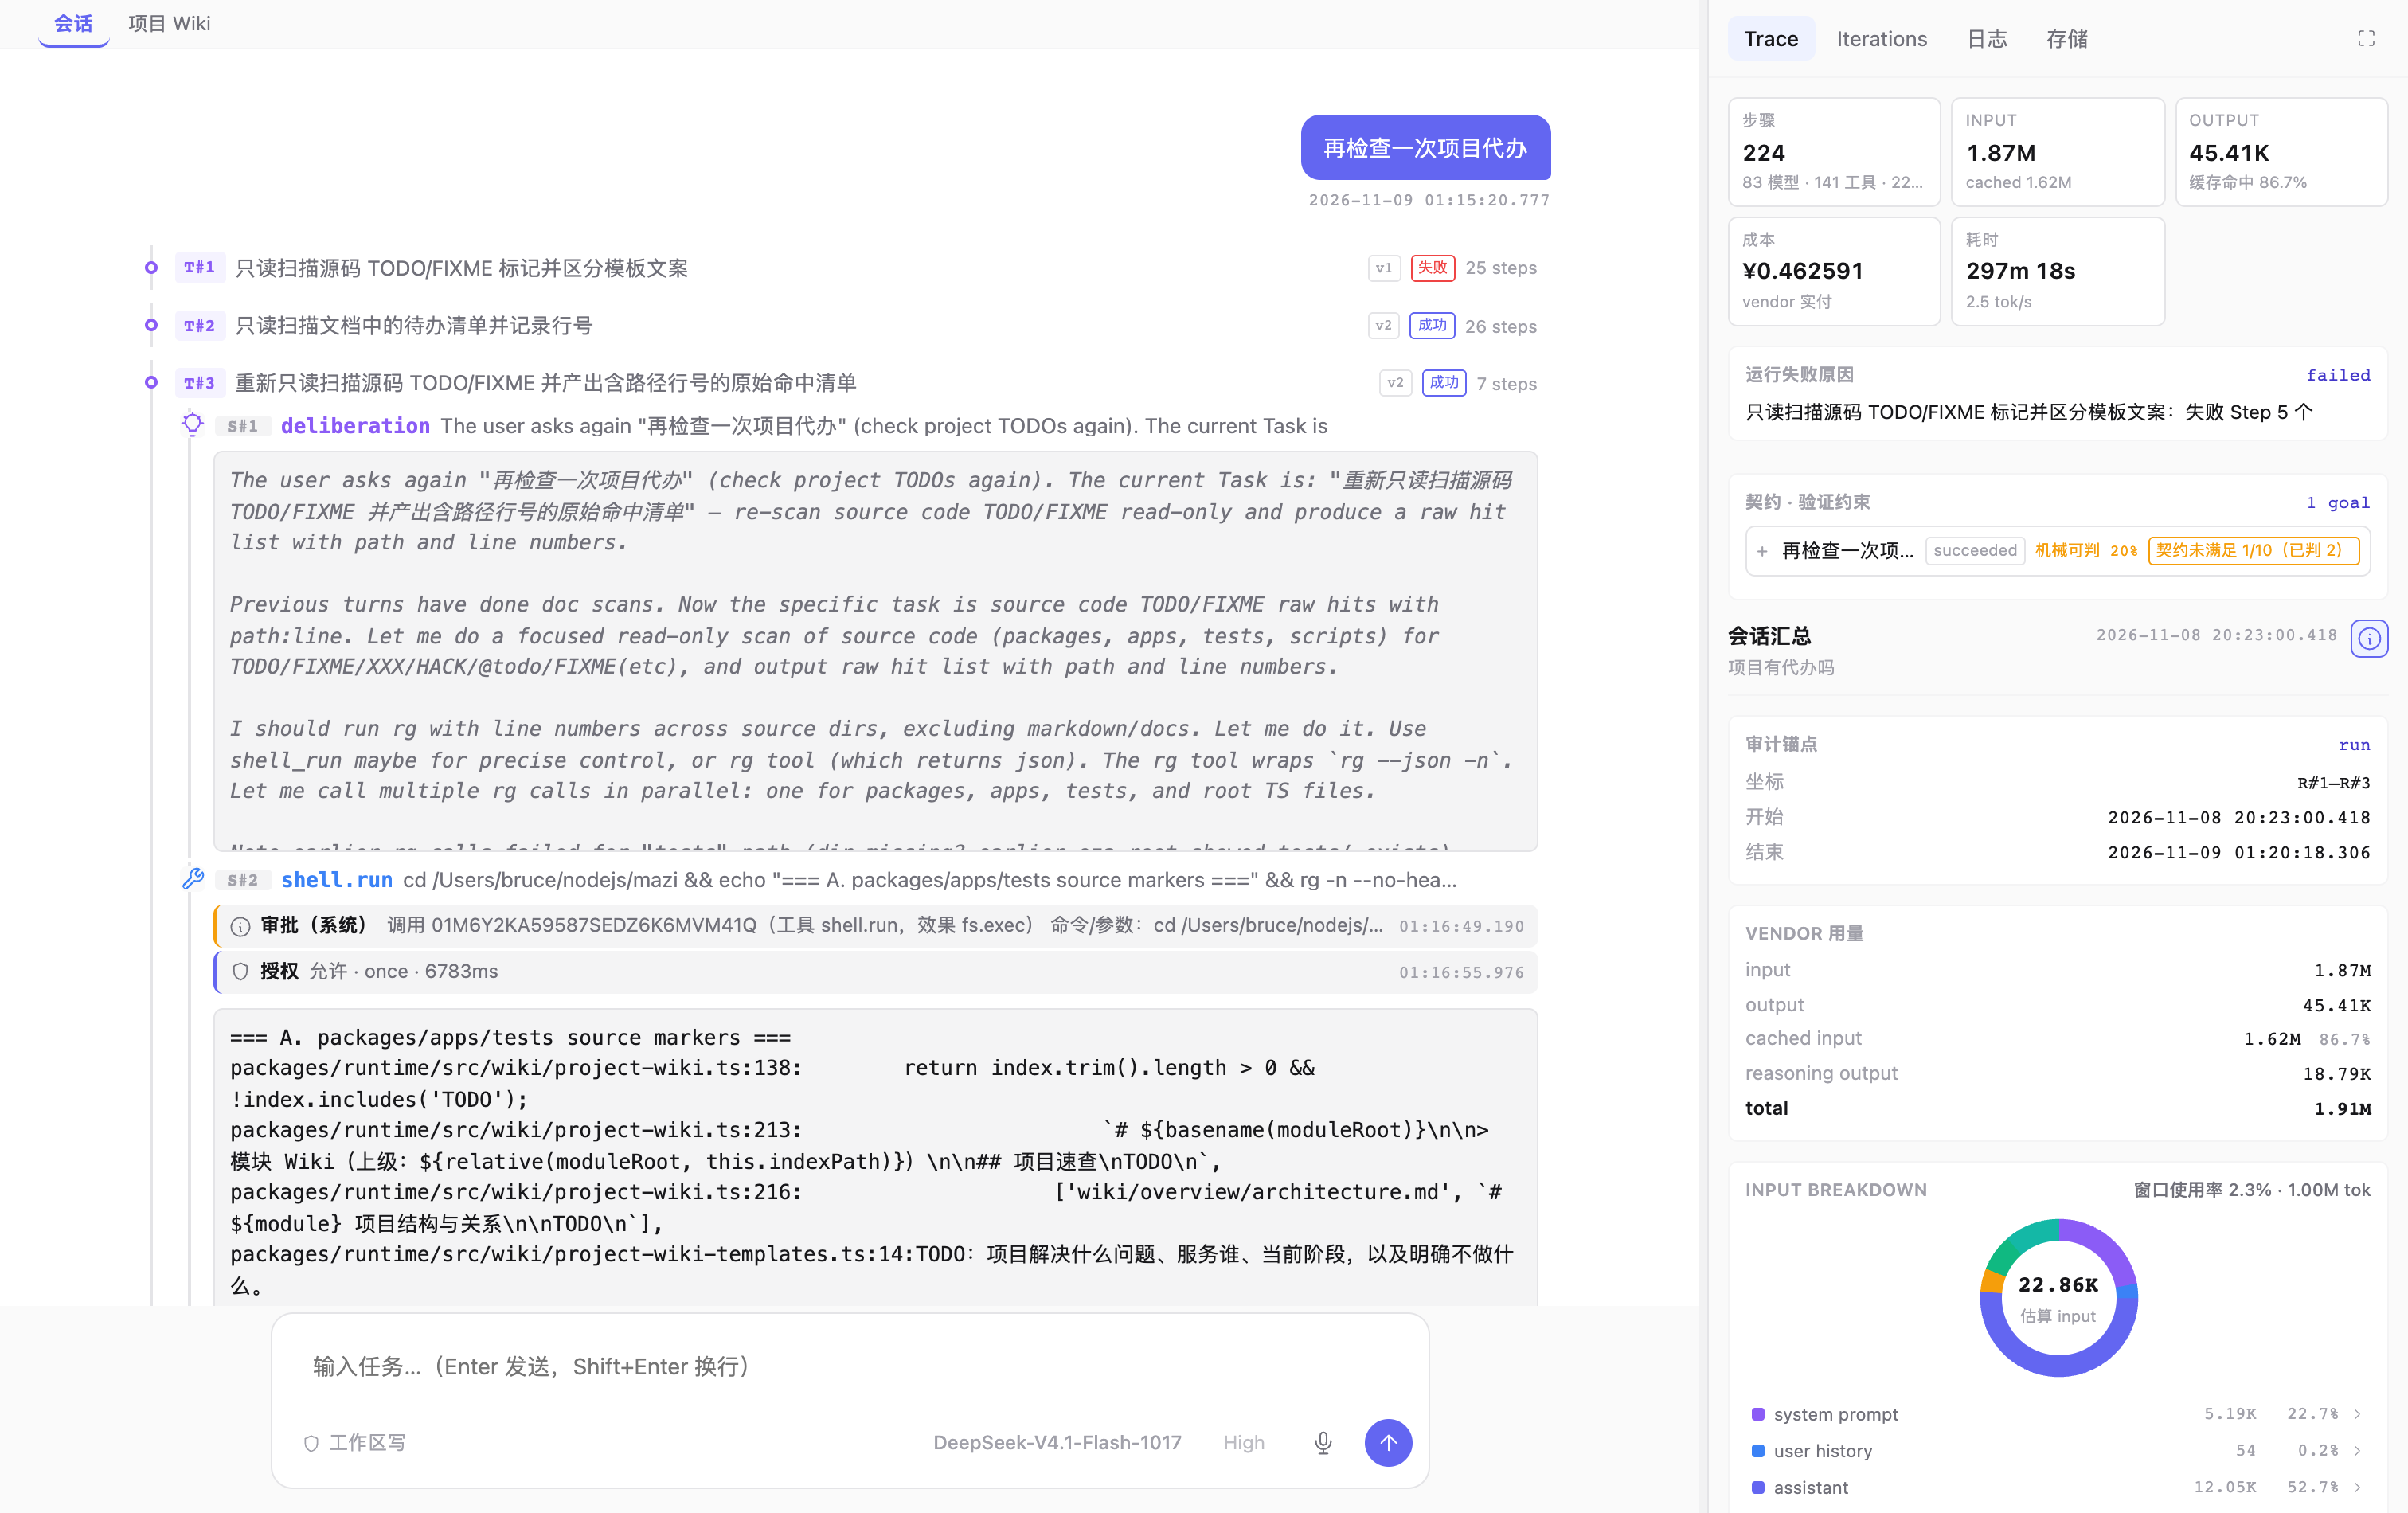 会话 项目 Wiki
再检查一次项目代办
2026-11-09 01:15:20.777
T#1 只读扫描源码 TODO/FIXME 标记并区分模板文案 v1 失败 25 steps
T#2 只读扫描文档中的待办清单并记录行号 v2 成功 26 steps
T#3 重新只读扫描源码 TODO/FIXME 并产出含路径行号的原始命中清单 v2 成功 7 steps
S#1 deliberation The user asks again "再检查一次项目代办" (check project TODOs again). The current Task is
The user asks again "再检查一次项目代办" (check project TODOs again). The current Task is: "重新只读扫描源码
TODO/FIXME 并产出含路径行号的原始命中清单" — re-scan source code TODO/FIXME read-only and produce a raw hit
list with path and line numbers.
Previous turns have done doc scans. Now the specific task is source code TODO/FIXME raw hits with
path:line. Let me do a focused read-only scan of source code (packages, apps, tests, scripts) for
TODO/FIXME/XXX/HACK/@todo/FIXME(etc), and output raw hit list with path and line numbers.
I should run rg with line numbers across source dirs, excluding markdown/docs. Let me do it. Use
shell_run maybe for precise control, or rg tool (which returns json). The rg tool wraps `rg --json -n`.
Let me call multiple rg calls in parallel: one for packages, apps, tests, and root TS files.
S#2 shell.run cd /Users/bruce/nodejs/mazi && echo "=== A. packages/apps/tests source markers ===" && rg -n --no-hea...
审批（系统） 调用 01M6Y2KA59587SEDZ6K6MVM41Q（工具 shell.run，效果 fs.exec） 命令/参数：cd /Users/bruce/nodejs/... 01:16:49.190
授权 允许 · once · 6783ms 01:16:55.976
=== A. packages/apps/tests source markers ===
packages/runtime/src/wiki/project-wiki.ts:138: return index.trim().length > 0 &&
!index.includes('TODO');
packages/runtime/src/wiki/project-wiki.ts:213: `# ${basename(moduleRoot)}\n\n>
模块 Wiki（上级：${relative(moduleRoot, this.indexPath)}）\n\n## 项目速查\nTODO\n`,
packages/runtime/src/wiki/project-wiki.ts:216: ['wiki/overview/architecture.md', `#
${module} 项目结构与关系\n\nTODO\n`],
packages/runtime/src/wiki/project-wiki-templates.ts:14:TODO：项目解决什么问题、服务谁、当前阶段，以及明确不做什
么。
输入任务...（Enter 发送，Shift+Enter 换行）
工作区写 DeepSeek-V4.1-Flash-1017 High
Trace Iterations 日志 存储
步骤
224
83 模型 · 141 工具 · 22...
INPUT
1.87M
cached 1.62M
OUTPUT
45.41K
缓存命中 86.7%
成本
¥0.462591
vendor 实付
耗时
297m 18s
2.5 tok/s
运行失败原因 failed
只读扫描源码 TODO/FIXME 标记并区分模板文案：失败 Step 5 个
契约 · 验证约束 1 goal
+ 再检查一次项... succeeded 机械可判 20% 契约未满足 1/10（已判 2）
会话汇总 2026-11-08 20:23:00.418
项目有代办吗
审计锚点 run
坐标 R#1—R#3
开始 2026-11-08 20:23:00.418
结束 2026-11-09 01:20:18.306
VENDOR 用量
input 1.87M
output 45.41K
cached input 1.62M 86.7%
reasoning output 18.79K
total 1.91M
INPUT BREAKDOWN 窗口使用率 2.3% · 1.00M tok
22.86K
估算 input
system prompt 5.19K 22.7%
user history 54 0.2%
assistant 12.05K 52.7%